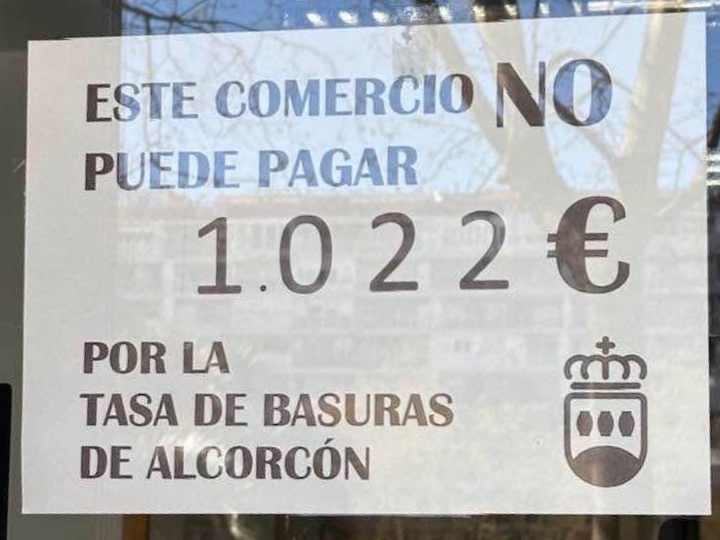 ESTE COMERCIO NO
PUEDE PAGAR
1.022 €
POR LA
TASA DE BASURAS
DE ALCORCÓN